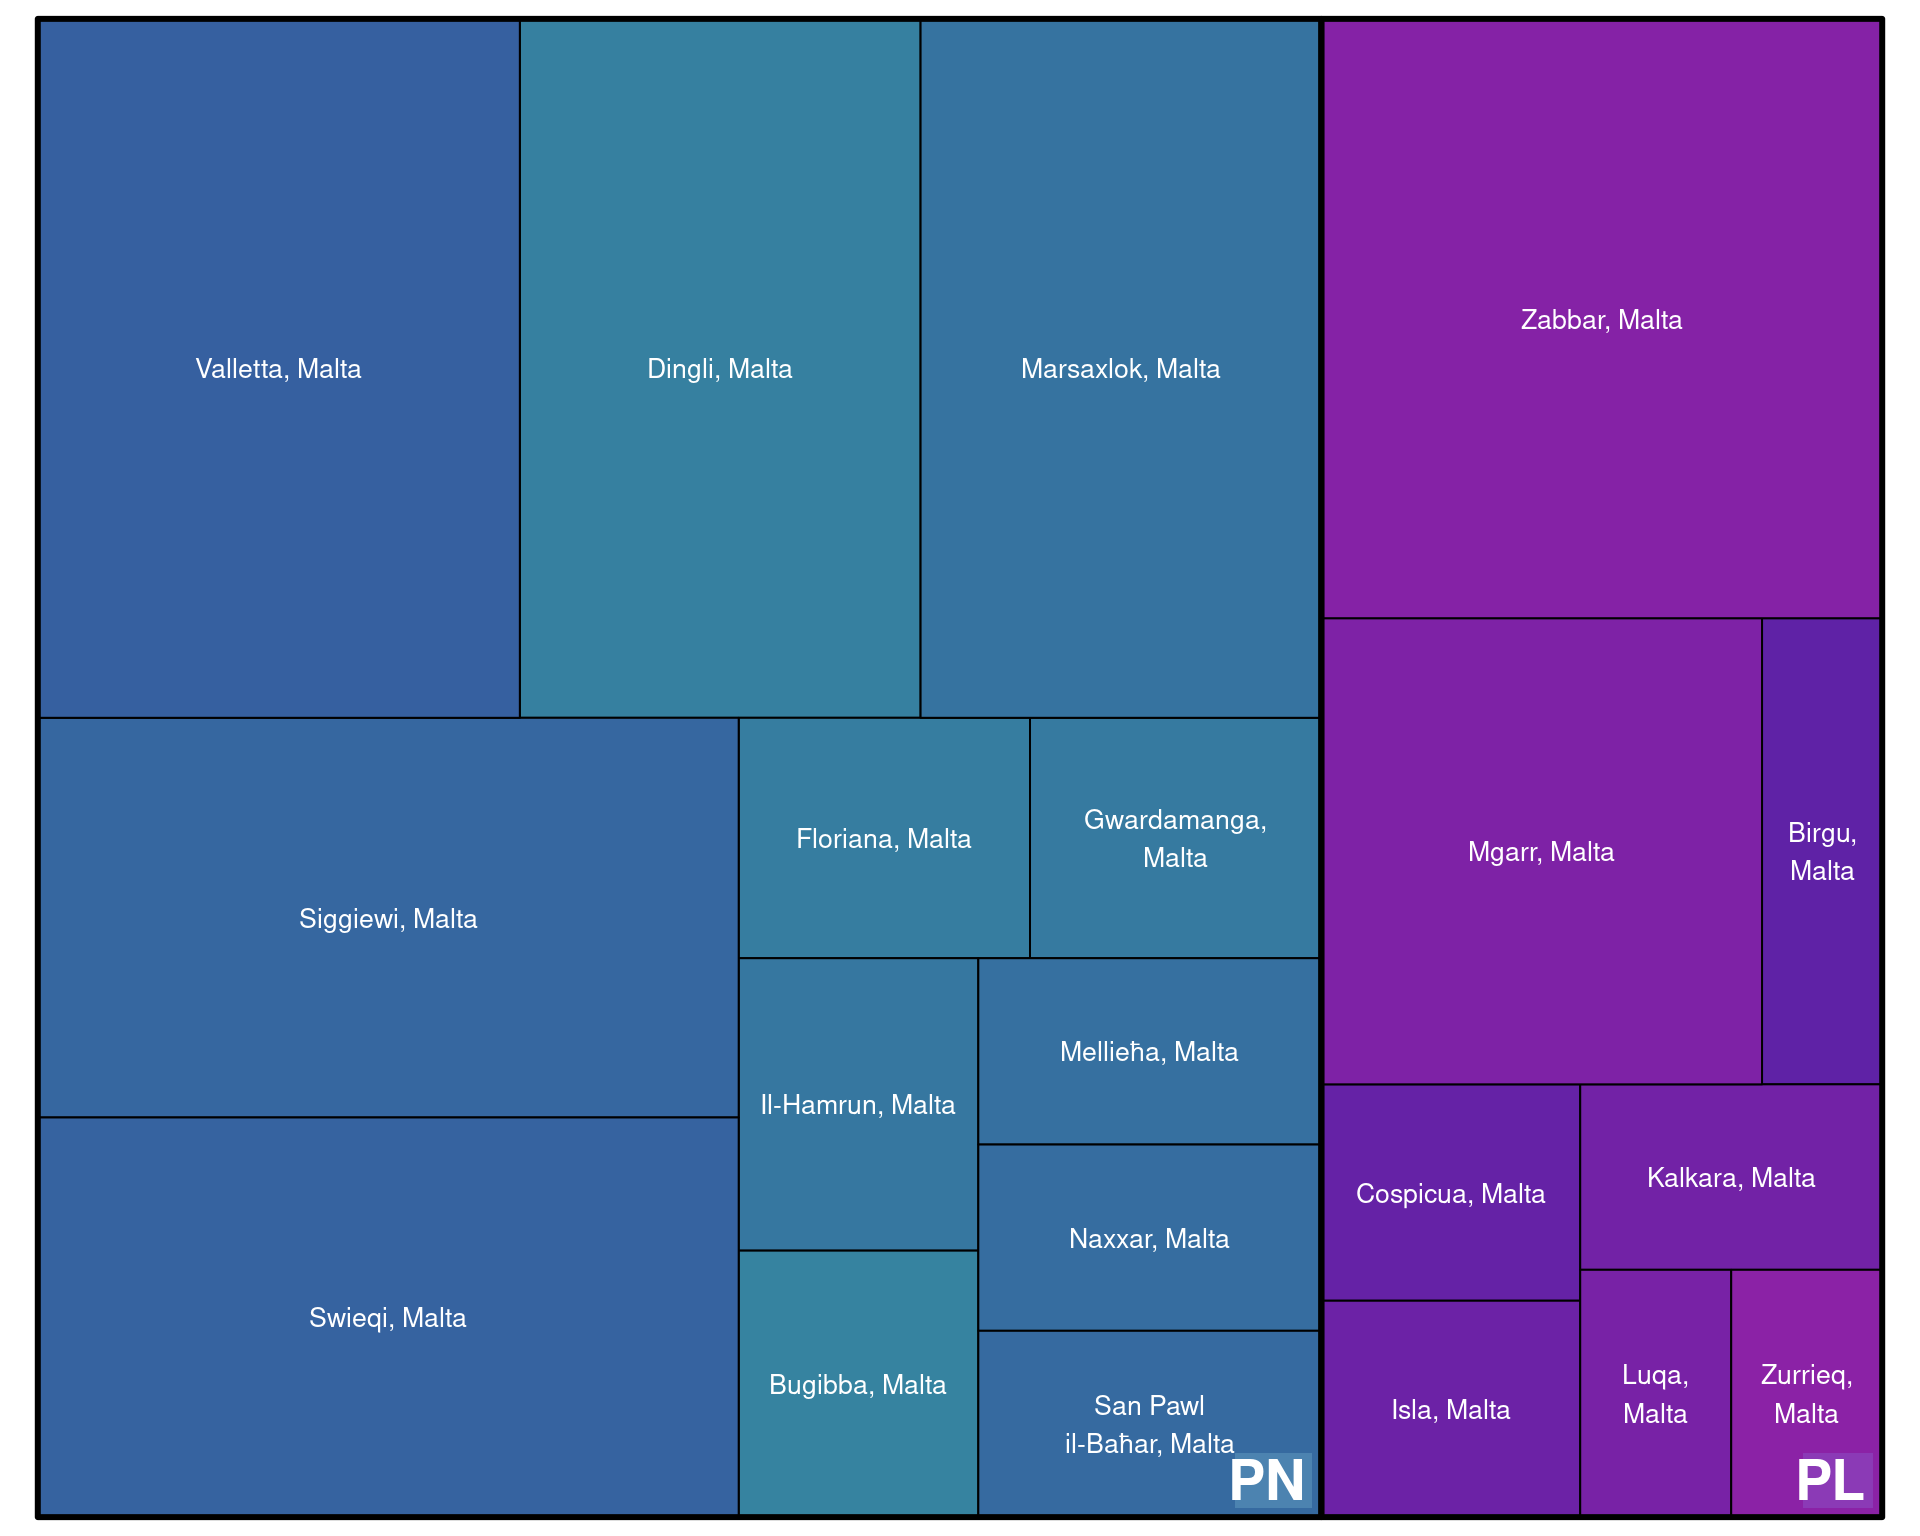 Valletta, Malta
Dingli, Malta
Marsaxlok, Malta
Zabbar, Malta
Siggiewi, Malta
Floriana, Malta
Gwardamanga,
Malta
Mgarr, Malta
Birgu,
Malta
Mellieħa, Malta
Il-Hamrun, Malta
Naxxar, Malta
Cospicua, Malta
Kalkara, Malta
Swieqi, Malta
Bugibba, Malta
San Pawl
il-Baħar, Malta
PN
Isla, Malta
Luqa,
Malta
Zurrieq,
Malta
PL